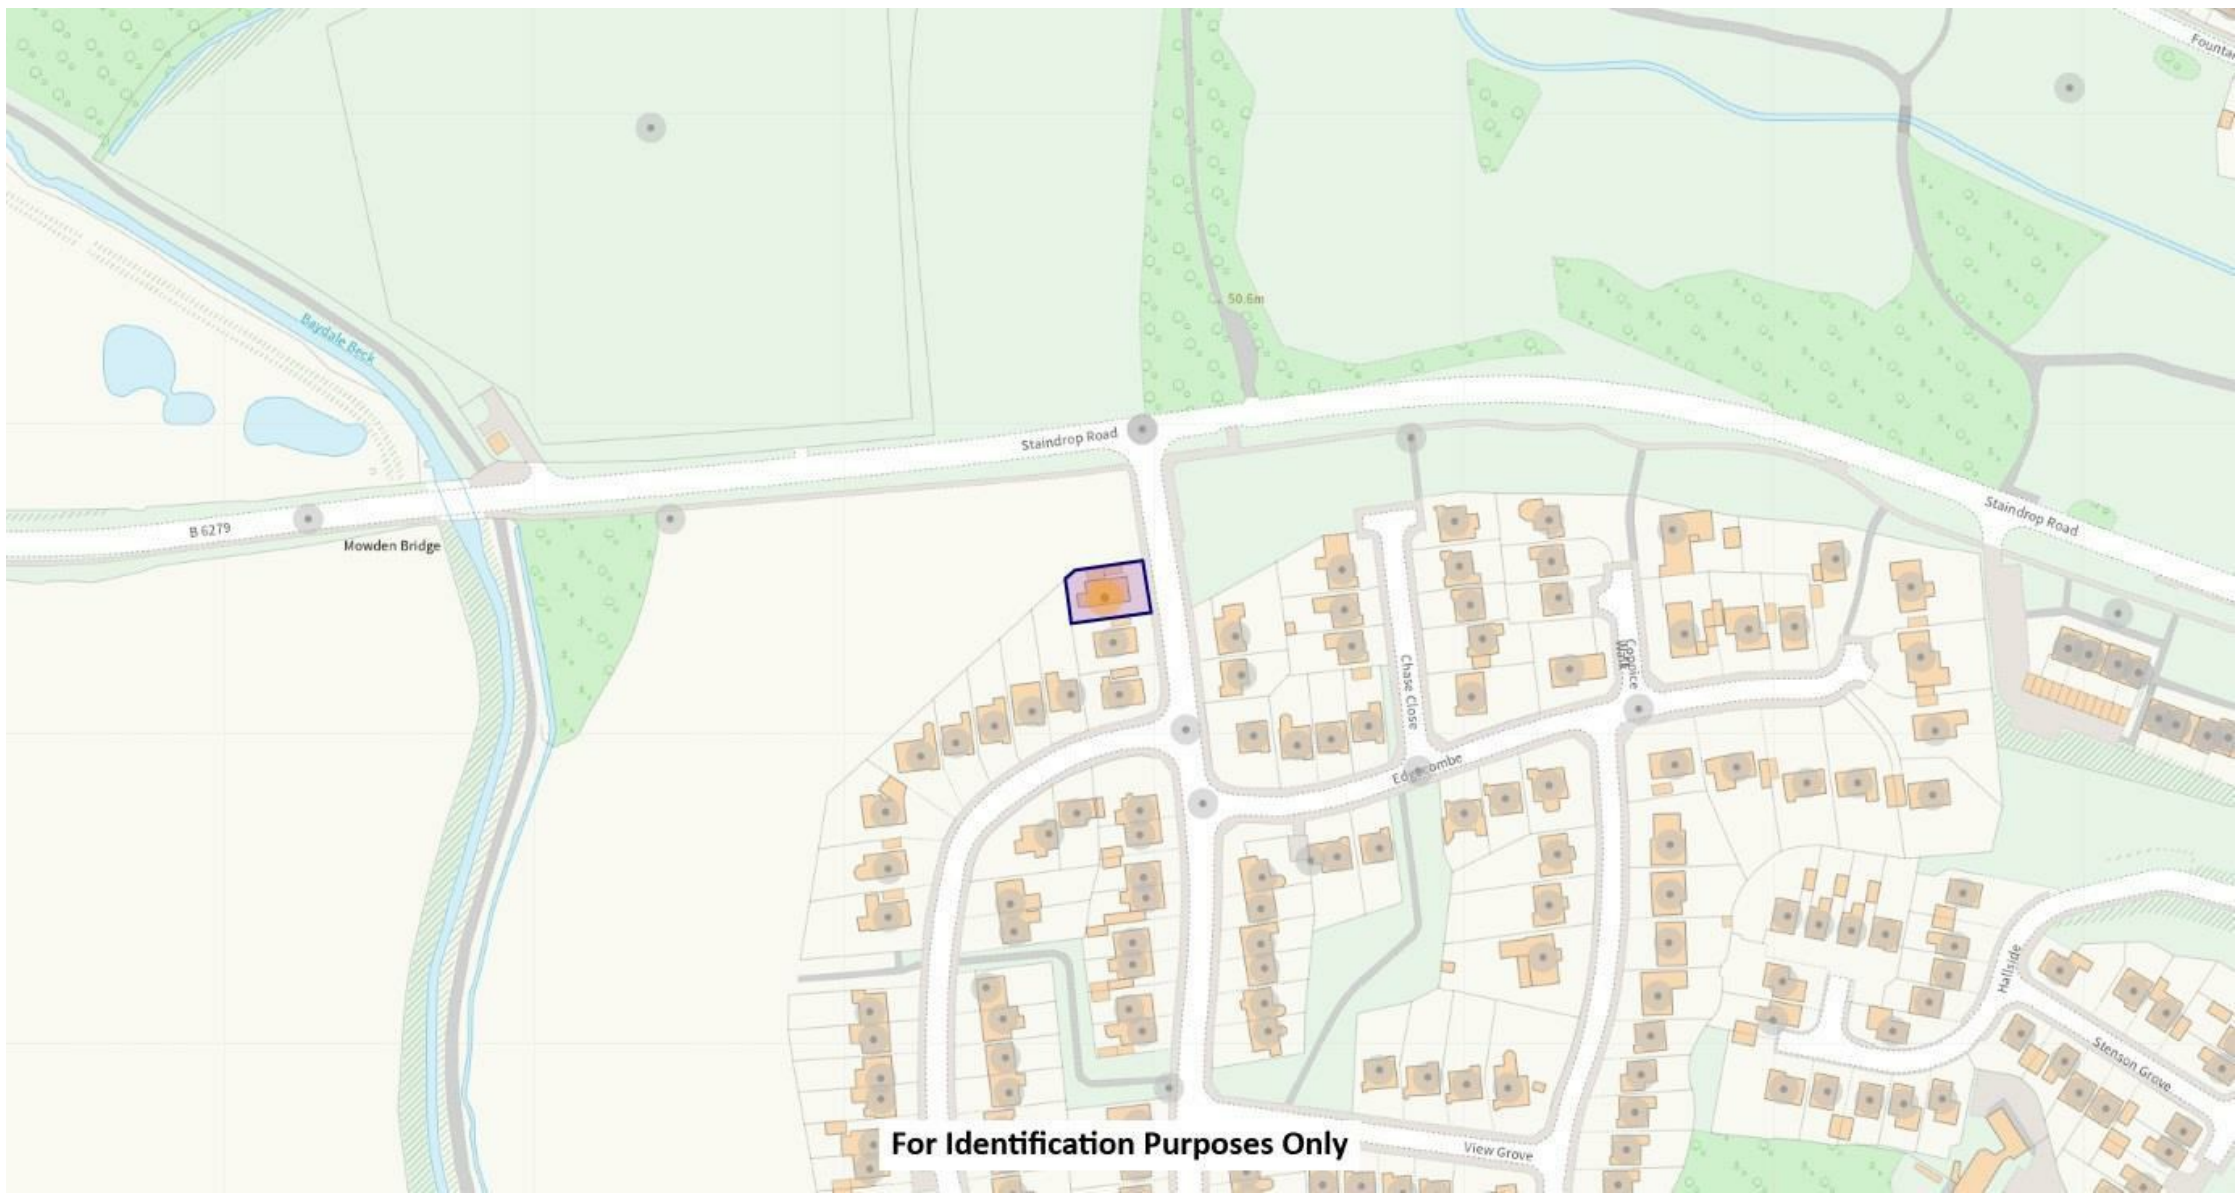 Baydale Beck
50.6m
Staindrop Road
B 6279
Mowden Bridge
Staindrop Road
Chase Close
Coppice
Walk
Edgecombe
Hallside
Stenson Grove
View Grove
For Identification Purposes Only